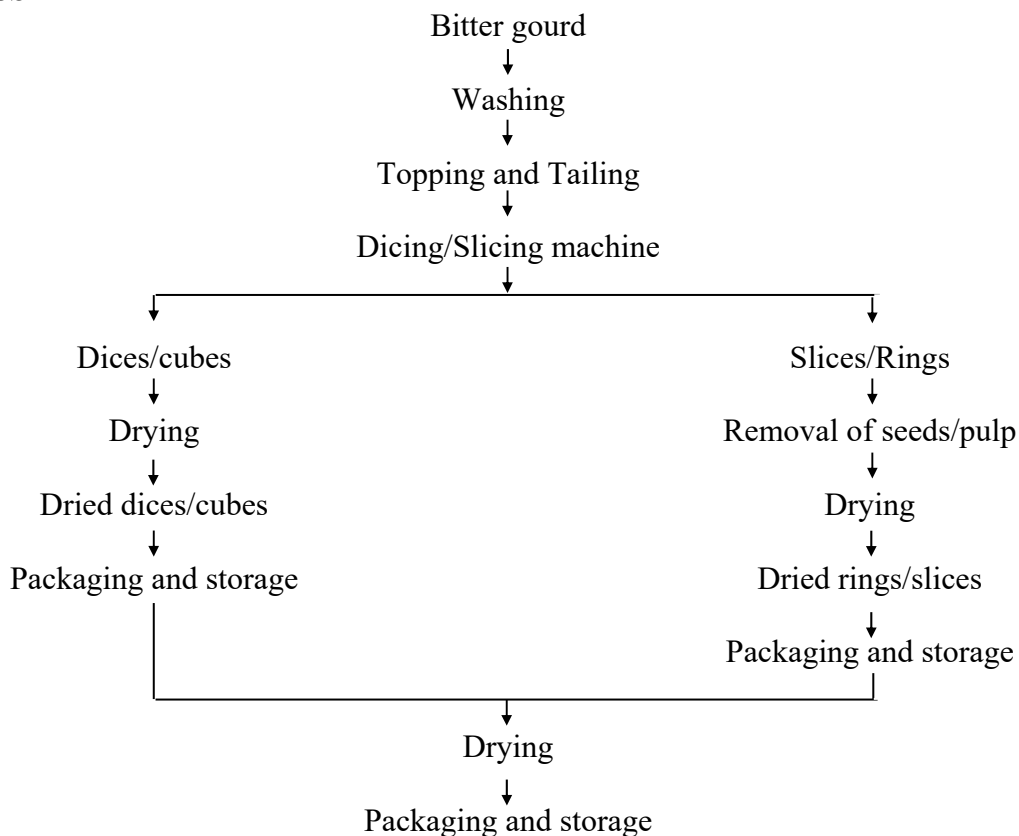 Bitter gourd
Washing
Topping and Tailing
Dicing/Slicing machine
Dices/cubes
Drying
Dried dices/cubes
Packaging and storage
Slices/Rings
Removal of seeds/pulp
Drying
Dried rings/slices
Packaging and storage
Drying
Packaging and storage